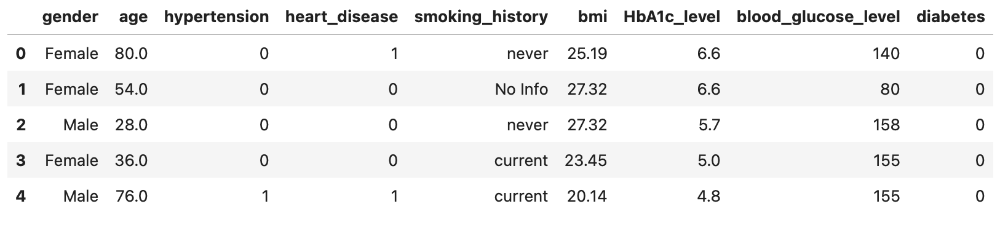 gender age hypertension heart_disease smoking_history bmi HbA1c_level blood_glucose_level diabetes
0 Female 80.0 0 1 never 25.19 6.6 140 0
1 Female 54.0 0 0 No Info 27.32 6.6 80 0
2 Male 28.0 0 0 never 27.32 5.7 158 0
3 Female 36.0 0 0 current 23.45 5.0 155 0
4 Male 76.0 1 1 current 20.14 4.8 155 0